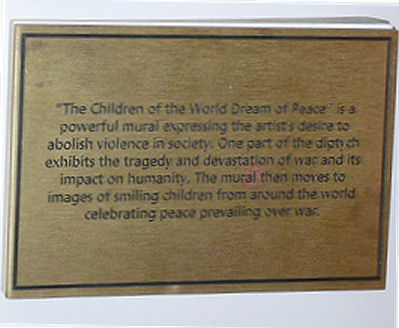 "The Children of the World Dream of Peace" is a
powerful mural expressing the artist's desire to
abolish violence in society. One part of the diptych
exhibits the tragedy and devastation of war and its
impact on humanity. The mural then moves to
images of smiling children from around the world
celebrating peace prevailing over war.